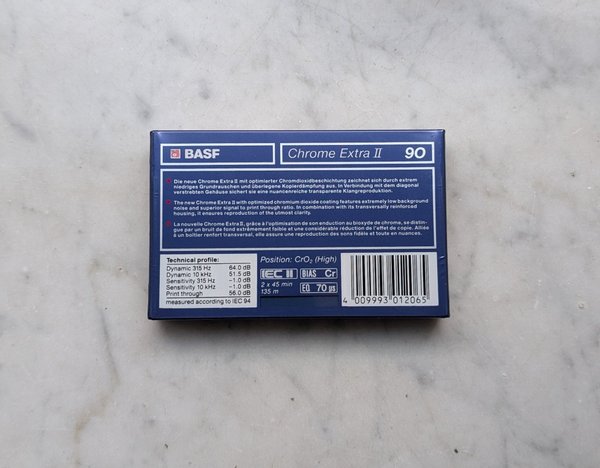 BASF
Chrome Extra II 90
Die neue Chrome Extra II mit optimierter Chromdioxidbeschichtung zeichnet sich durch extrem
niedriges Grundrauschen und überlegene Kopierdämpfung aus. In Verbindung mit dem diagonal
verstrebten Gehäuse sichert sie eine nuancenreiche transparente Klangreproduktion.
The new Chrome Extra II with optimized chromium dioxide coating features extremely low background
noise and superior signal to print through ratio. In combination with its transversally reinforced
housing, it ensures reproduction of the utmost clarity.
La nouvelle Chrome Extra II, grâce à l'optimisation de son enduction au bioxyde de chrome, se distin-
gue par un bruit de fond extrêmement faible et une considérable réduction de l'effet de copie. Alliée
à un boîtier renfort transversal, elle assure une reproduction des sons fidèle et toute en nuances.
Technical profile:
Dynamic 315 Hz 64.0 dB
Dynamic 10 kHz 51.5 dB
Sensitivity 315 Hz -1.0 dB
Sensitivity 10 kHz -1.0 dB
Print through 56.0 dB
measured according to IEC 94
Position: CrO₂ (High)
IEC II BIAS Cr
2 x 45 min
135 m
EQ. 70 µs
4 009993 012065